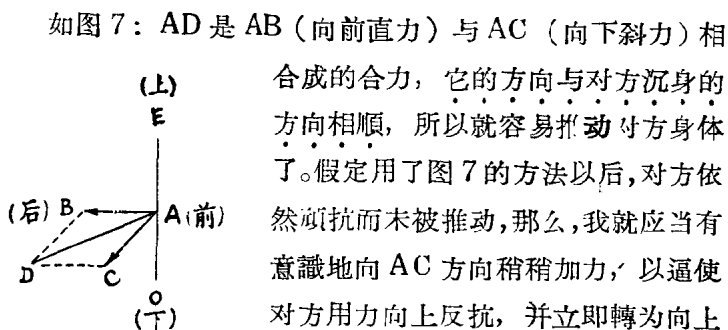 如图7：AD是AB（向前直力）与AC（向下斜力）相
合成的合力，它的方向与对方沉身的
方向相順，所以就容易推动对方身体
了。假定用了图7的方法以后，对方依
然顽抗而未被推动，那么，我就应当有
意識地向AC方向稍稍加力，以逼使
对方用力向上反抗，并立即轉为向上
(上)
E
(后) B
A(前)
D
C
O
(下)